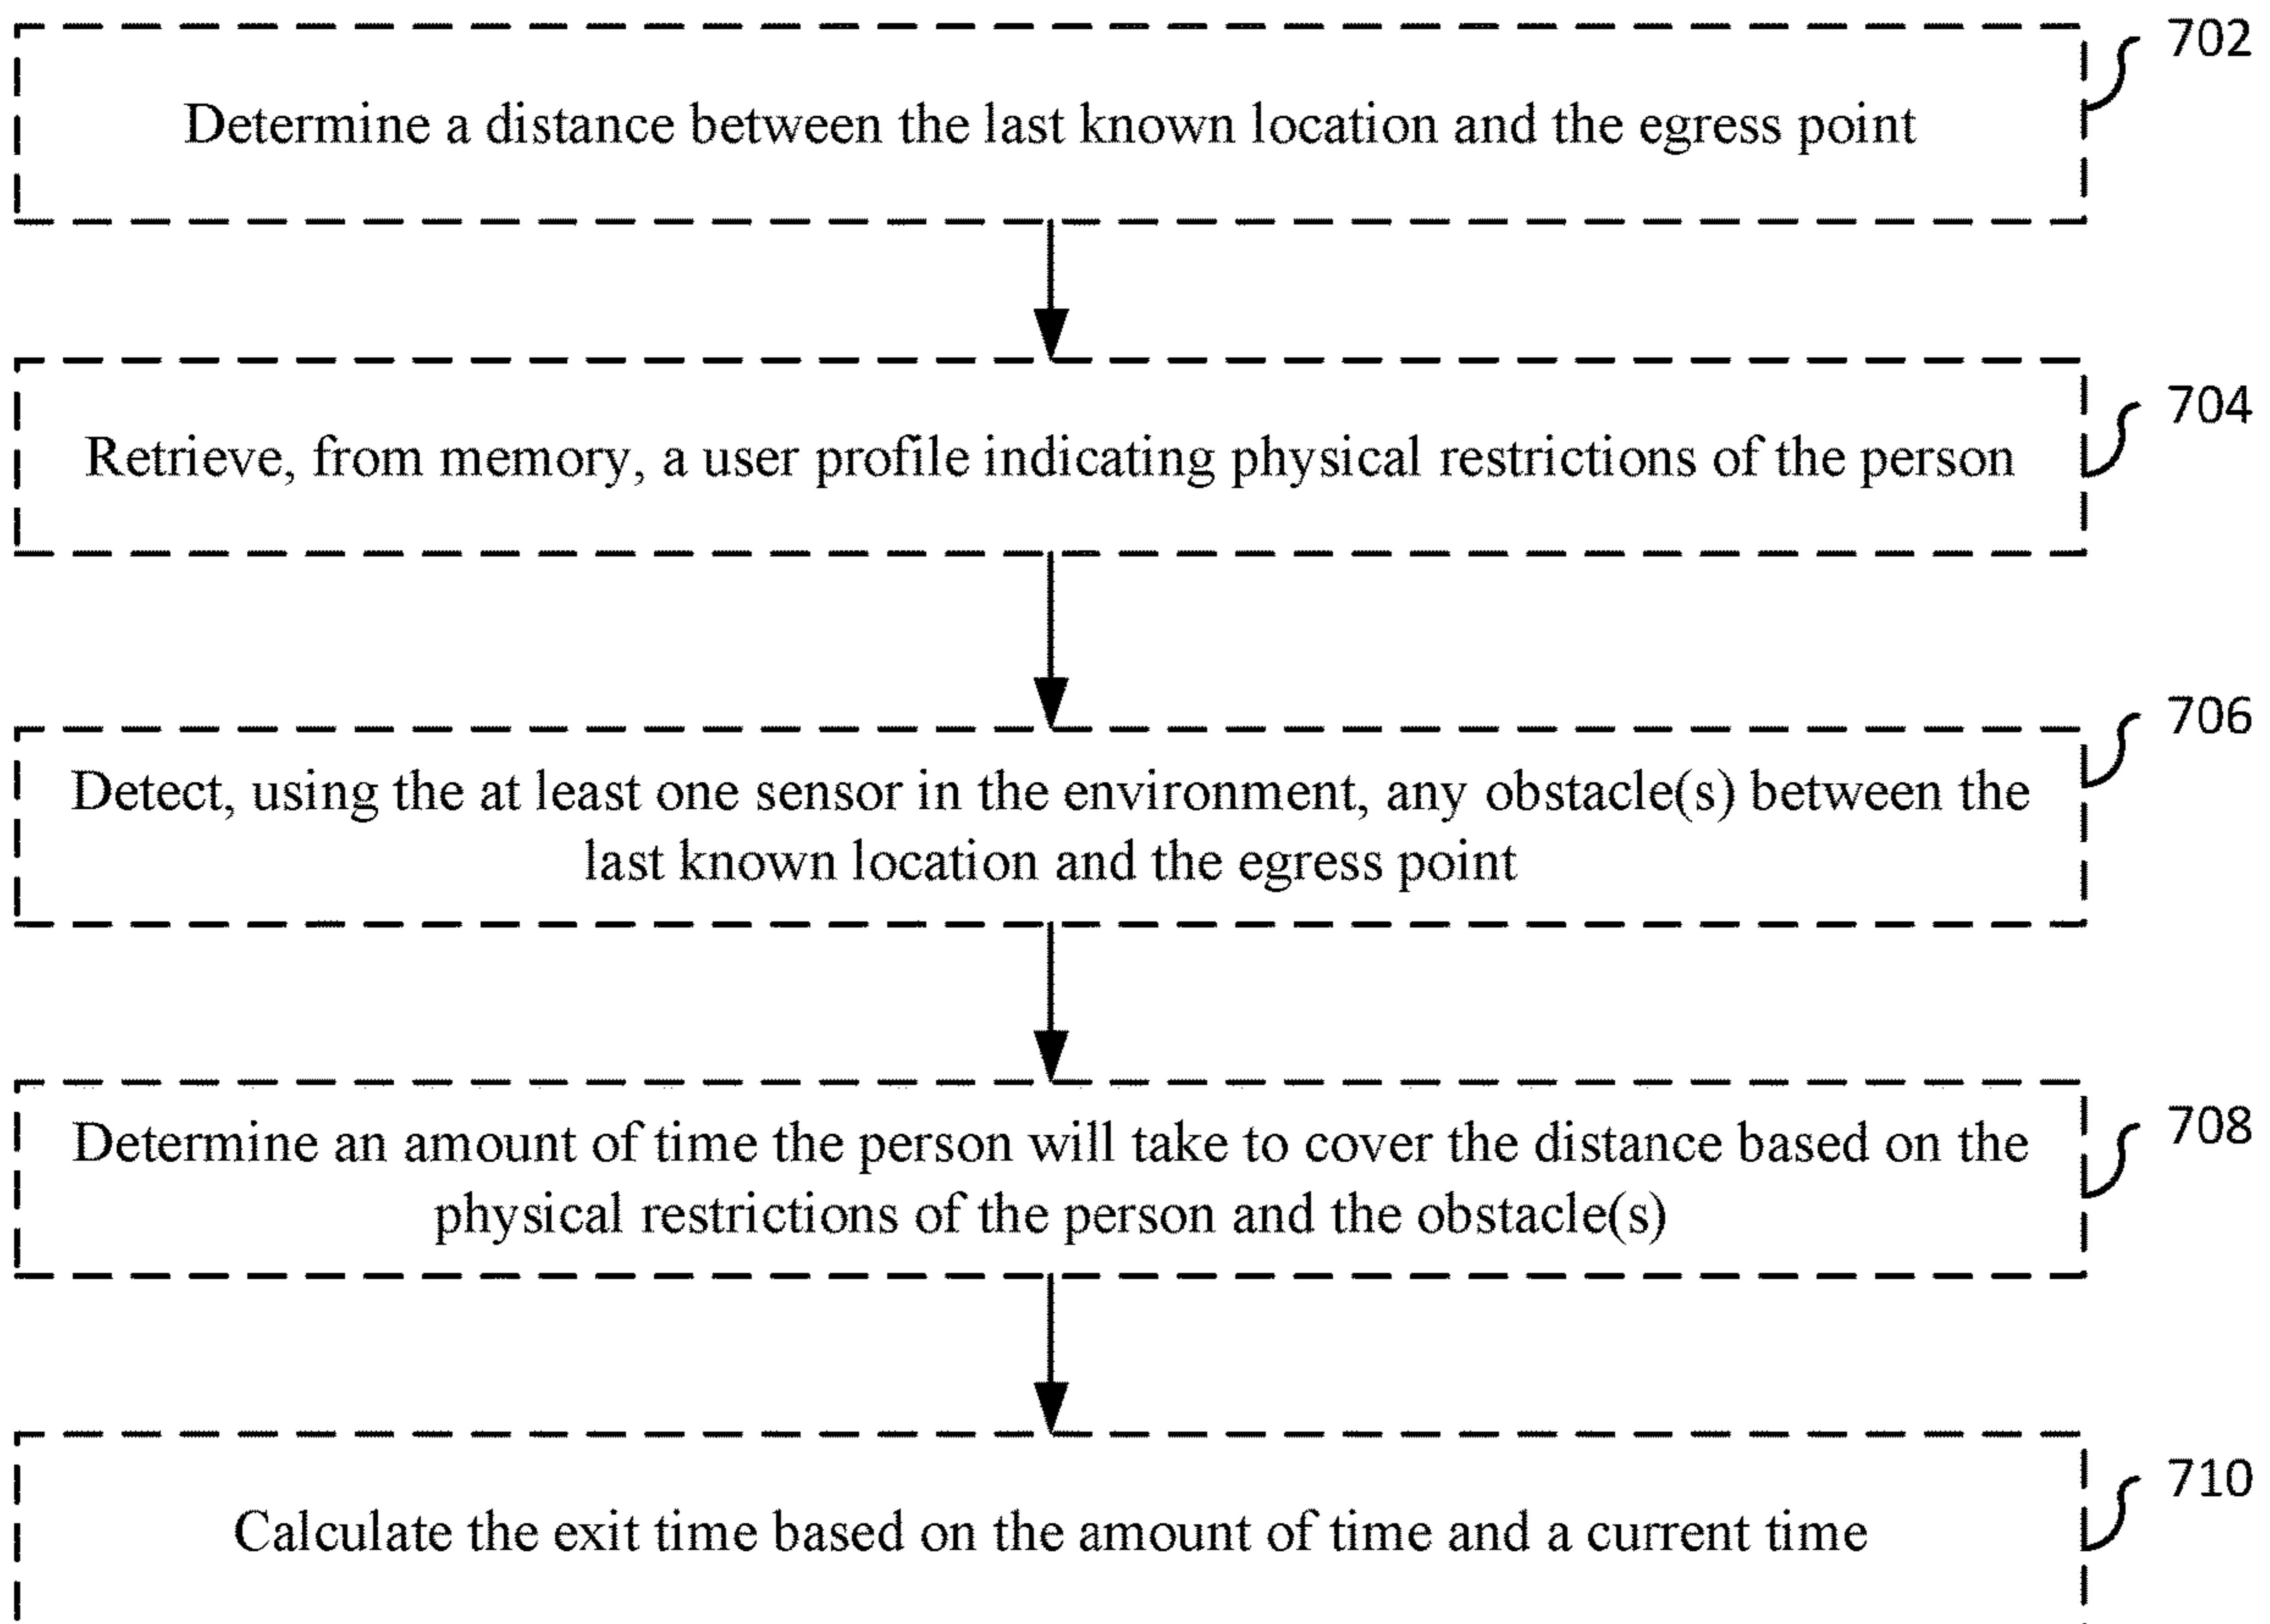 702
Determine a distance between the last known location and the egress point
704
Retrieve, from memory, a user profile indicating physical restrictions of the person
706
Detect, using the at least one sensor in the environment, any obstacle(s) between the
last known location and the egress point
708
Determine an amount of time the person will take to cover the distance based on the
physical restrictions of the person and the obstacle(s)
710
Calculate the exit time based on the amount of time and a current time